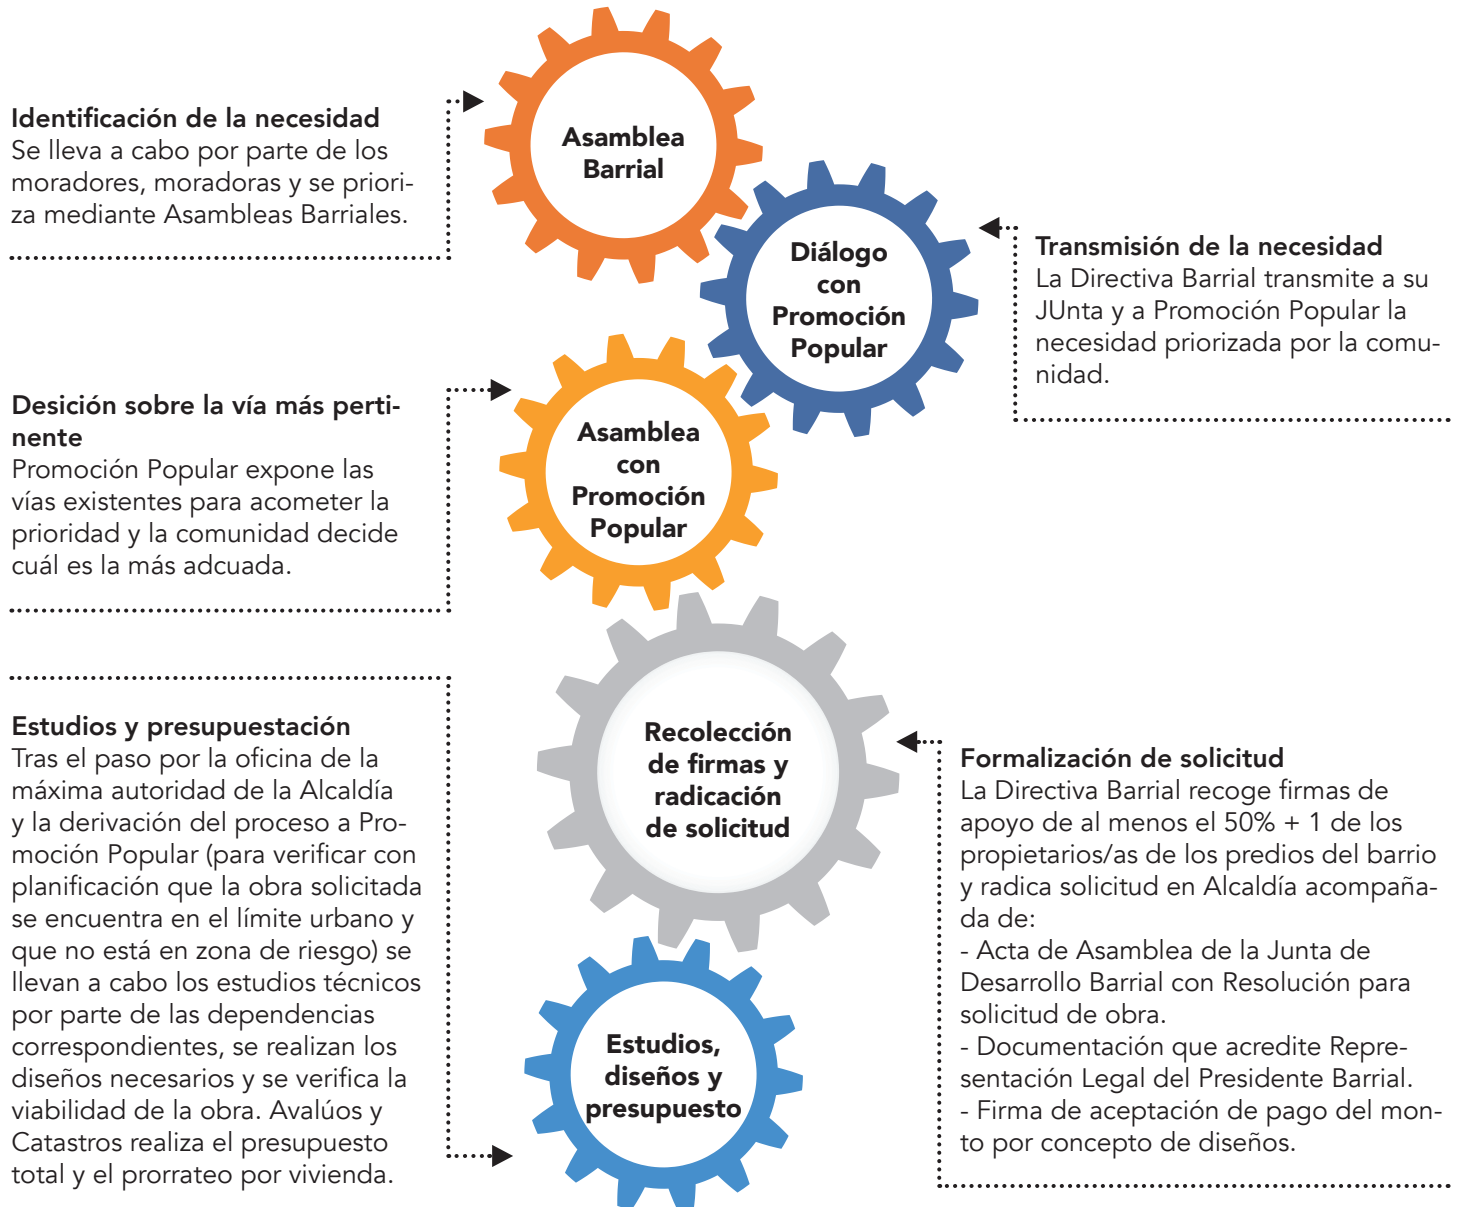 Identificación de la necesidad
Se lleva a cabo por parte de los
moradores, moradoras y se priori-
za mediante Asambleas Barriales.
Asamblea
Barrial
Diálogo
con
Promoción
Popular
Transmisión de la necesidad
La Directiva Barrial transmite a su
JUnta y a Promoción Popular la
necesidad priorizada por la comu-
nidad.
Desición sobre la vía más perti-
nente
Promoción Popular expone las
vías existentes para acometer la
prioridad y la comunidad decide
cuál es la más adcuada.
Asamblea
con
Promoción
Popular
Recolección
de firmas y
radicación
de solicitud
Formalización de solicitud
La Directiva Barrial recoge firmas de
apoyo de al menos el 50% + 1 de los
propietarios/as de los predios del barrio
y radica solicitud en Alcaldía acompaña-
da de:
- Acta de Asamblea de la Junta de
Desarrollo Barrial con Resolución para
solicitud de obra.
- Documentación que acredite Repre-
sentación Legal del Presidente Barrial.
- Firma de aceptación de pago del mon-
to por concepto de diseños.
Estudios y presupuestación
Tras el paso por la oficina de la
máxima autoridad de la Alcaldía
y la derivación del proceso a Pro-
moción Popular (para verificar con
planificación que la obra solicitada
se encuentra en el límite urbano y
que no está en zona de riesgo) se
llevan a cabo los estudios técnicos
por parte de las dependencias
correspondientes, se realizan los
diseños necesarios y se verifica la
viabilidad de la obra. Avalúos y
Catastros realiza el presupuesto
total y el prorrateo por vivienda.
Estudios,
diseños y
presupuesto